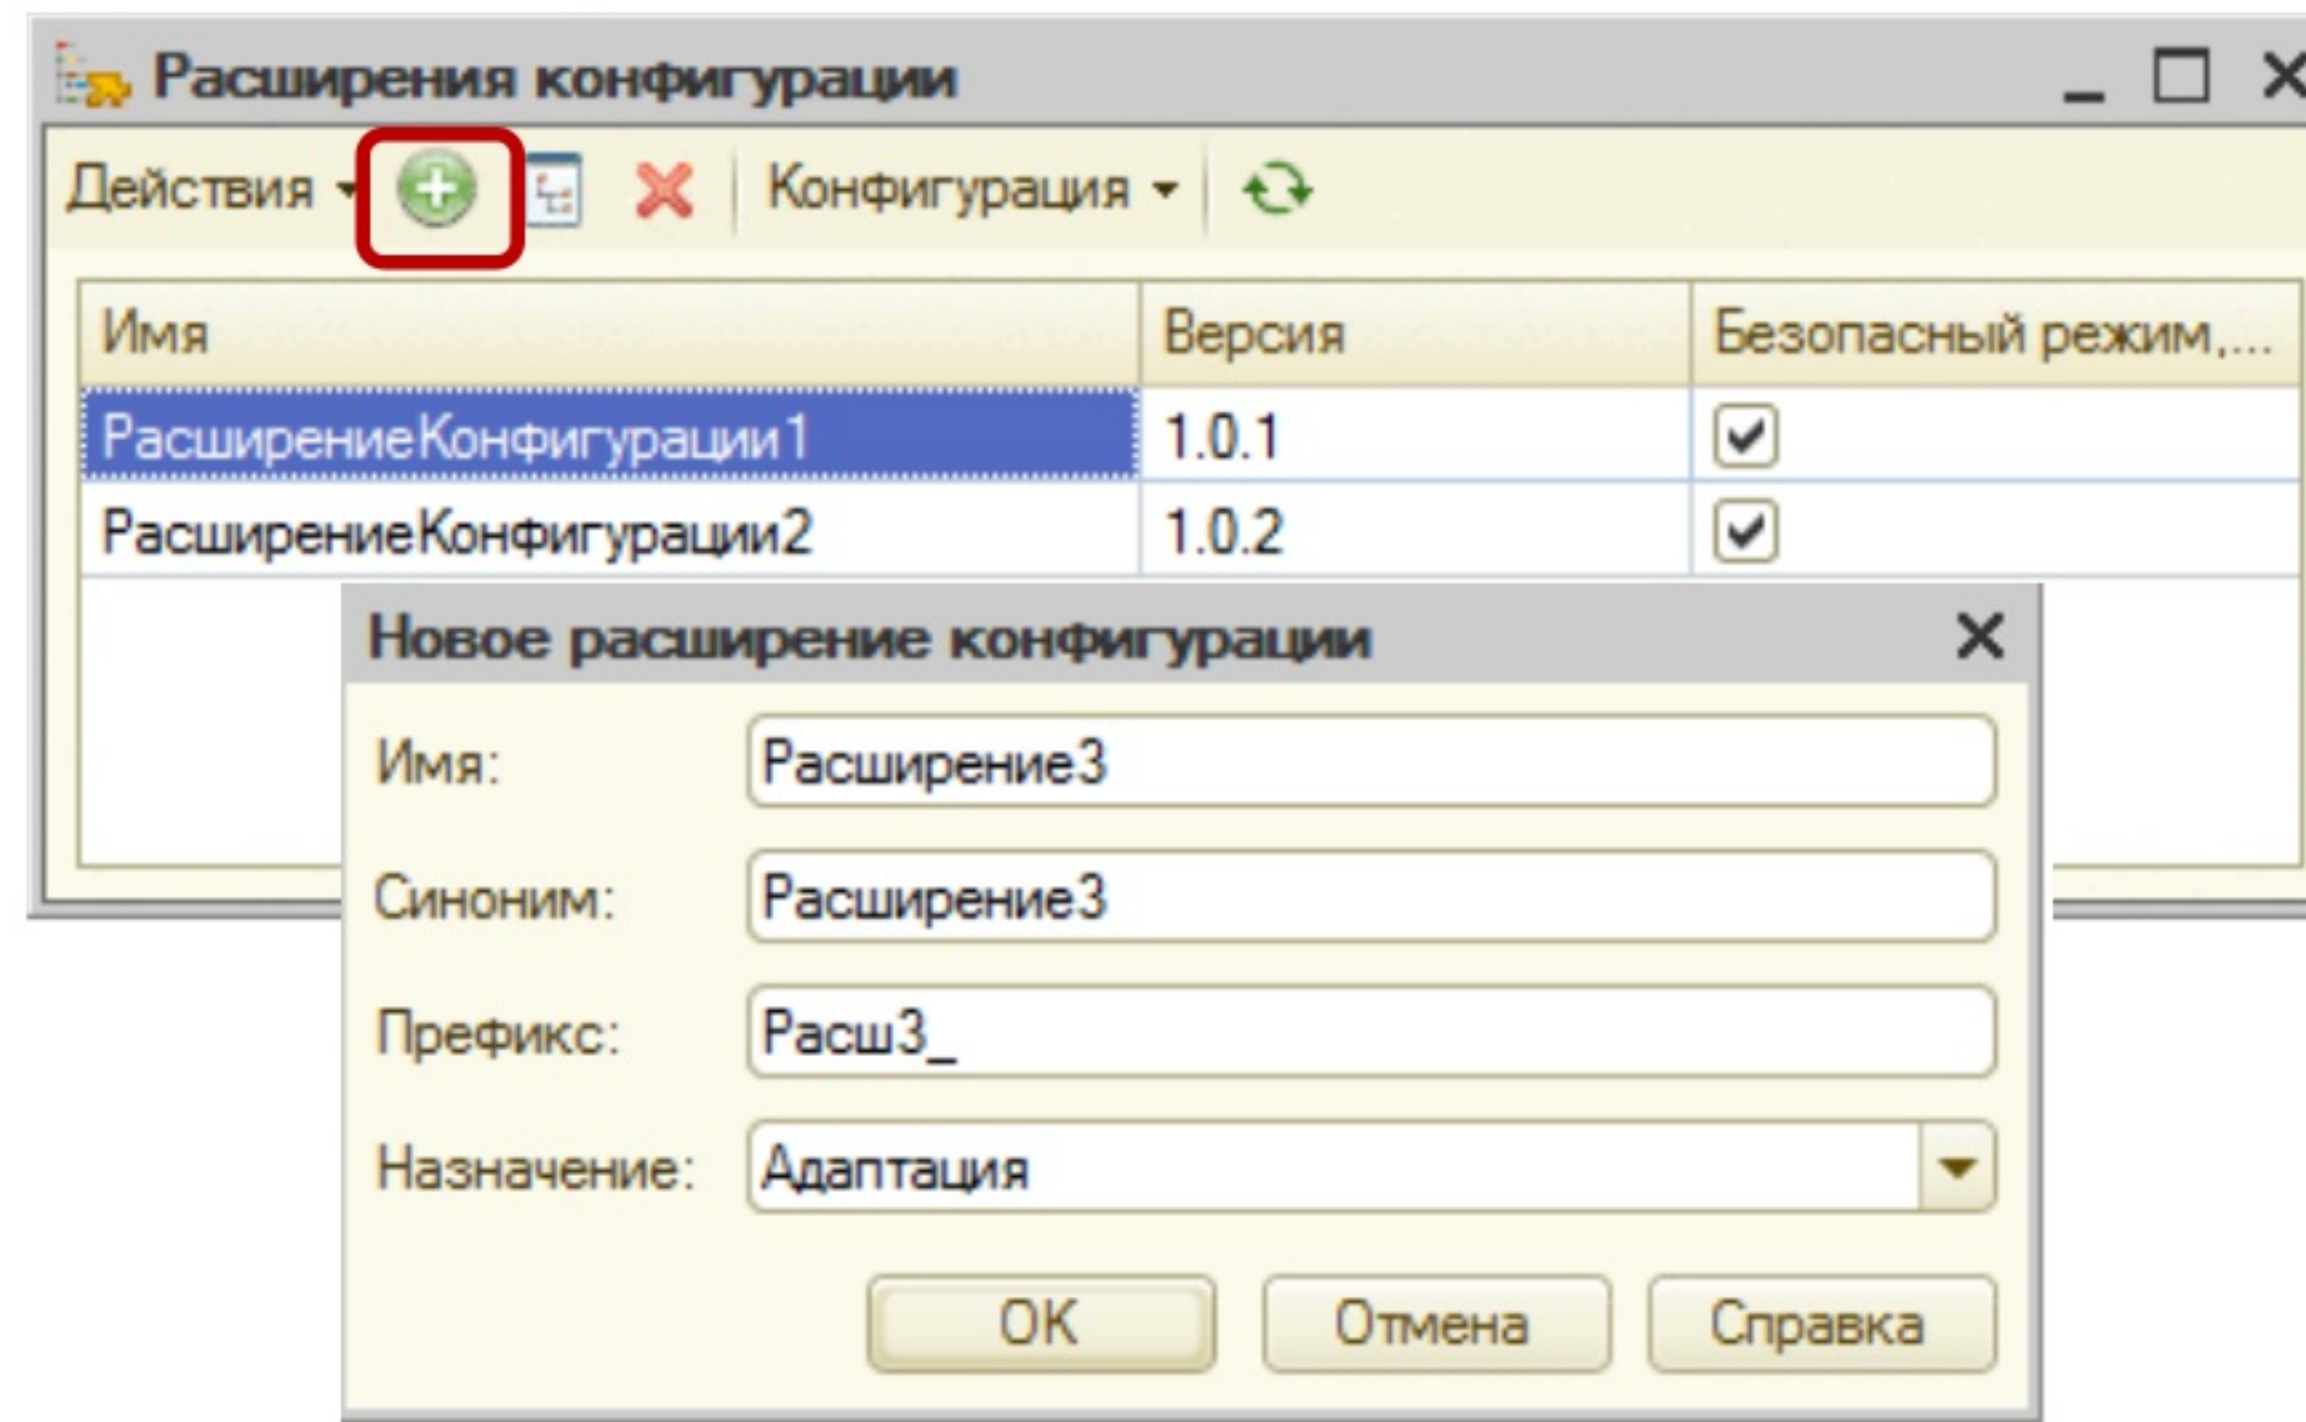 Расширения конфигурации
Действия Конфигурация
Имя Версия Безопасный режим,...
РасширениеКонфигурации1 1.0.1
РасширениеКонфигурации2 1.0.2
Новое расширение конфигурации
Имя: Расширение3
Синоним: Расширение3
Префикс: Расш3_
Назначение: Адаптация
ОК Отмена Справка